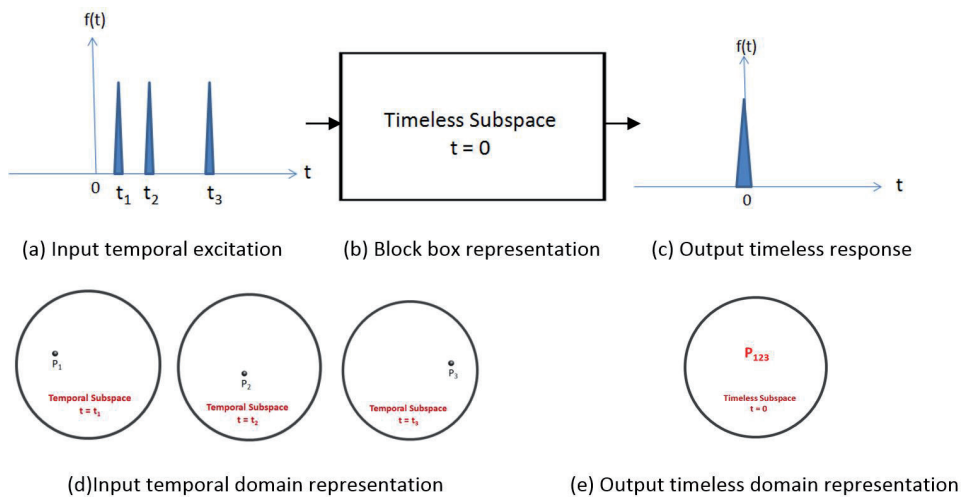 f(t)
0 t1 t2 t3 t
(a) Input temporal excitation
Timeless Subspace
t = 0
(b) Block box representation
f(t)
0 t
(c) Output timeless response
P1
Temporal Subspace
t = t1
P2
Temporal Subspace
t = t2
P3
Temporal Subspace
t = t3
(d)Input temporal domain representation
P123
Timeless Subspace
t = 0
(e) Output timeless domain representation